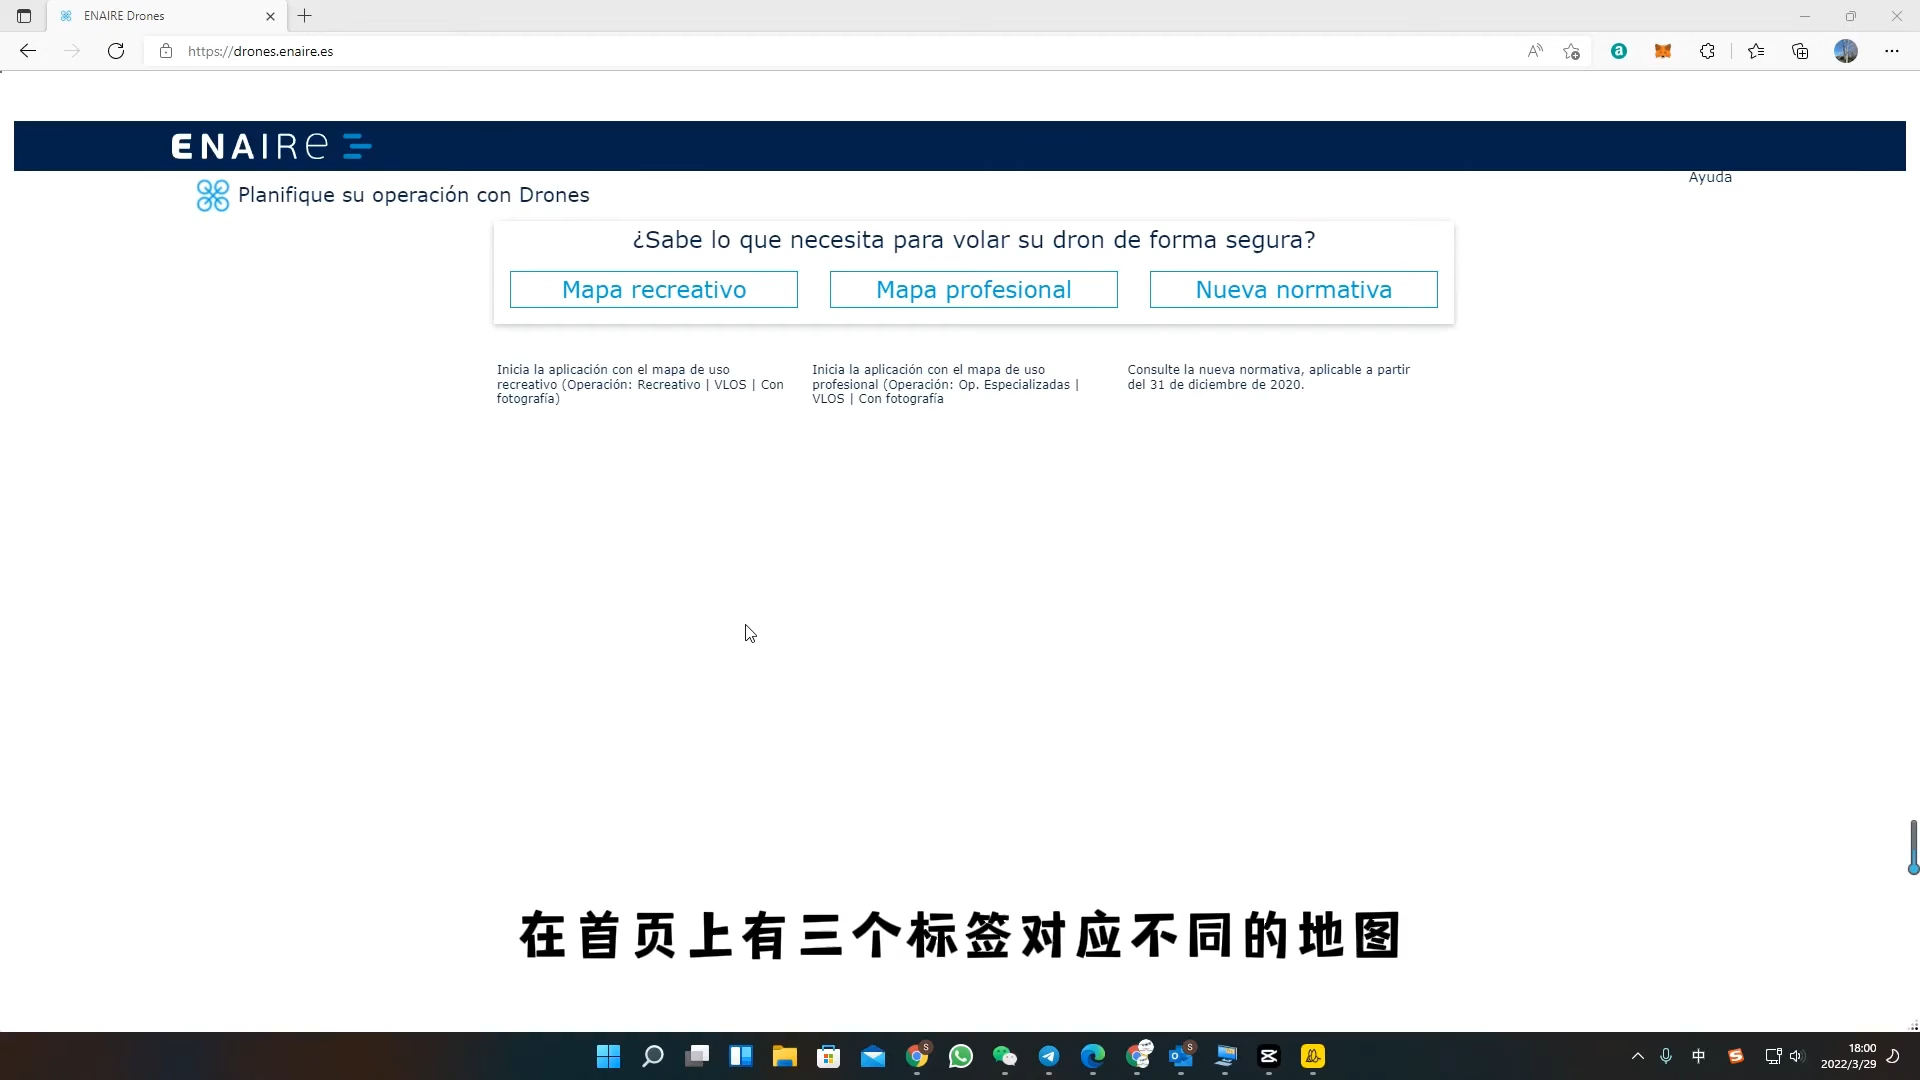 ENAIRE Drones
https://drones.enaire.es
ENAIRe
Ayuda
Planifique su operación con Drones
¿Sabe lo que necesita para volar su dron de forma segura?
Mapa recreativo
Mapa profesional
Nueva normativa
Inicia la aplicación con el mapa de uso
recreativo (Operación: Recreativo | VLOS | Con
fotografía)
Inicia la aplicación con el mapa de uso
profesional (Operación: Op. Especializadas |
VLOS | Con fotografía
Consulte la nueva normativa, aplicable a partir
del 31 de diciembre de 2020.
在首页上有三个标签对应不同的地图
中
18:00
2022/3/29